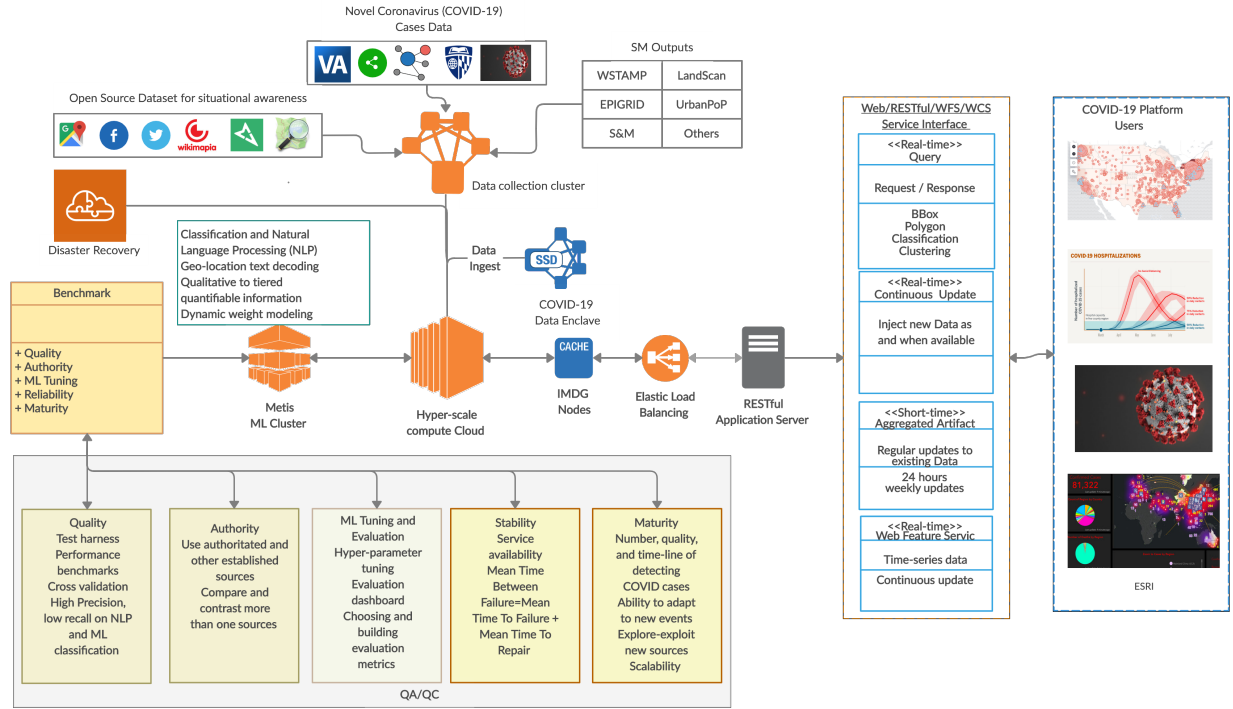 Novel Coronavirus (COVID-19)
Cases Data
VA
SM Outputs
WSTAMP
LandScan
EPIGRID
UrbanPoP
S&M
Others
Open Source Dataset for situational awareness
G
f
wikimapia
Data collection cluster
Disaster Recovery
Classification and Natural
Language Processing (NLP)
Geo-location text decoding
Qualitative to tiered
quantifiable information
Dynamic weight modeling
Data
Ingest
SSD
COVID-19
Data Enclave
Benchmark
+ Quality
+ Authority
+ ML Tuning
+ Reliability
+ Maturity
Metis
ML Cluster
Hyper-scale
compute Cloud
CACHE
IMDG
Nodes
Elastic Load
Balancing
RESTful
Application Server
Web/RESTful/WFS/WCS
Service Interface
<<Real-time>>
Query
Request / Response
BBox
Polygon
Classification
Clustering
<<Real-time>>
Continuous Update
Inject new Data as
and when available
<<Short-time>>
Aggregated Artifact
Regular updates to
existing Data
24 hours
weekly updates
<<Real-time>>
Web Feature Servic
Time-series data
Continuous update
COVID-19 Platform
Users
COVID-19 HOSPITALIZATIONS
Number of hospitalized
COVID-19 cases
81,322
ESRI
Quality
Test harness
Performance
benchmarks
Cross validation
High Precision,
low recall on NLP
and ML
classification
Authority
Use authoritated and
other established
sources
Compare and
contrast more
than one sources
ML Tuning and
Evaluation
Hyper-parameter
tuning
Evaluation
dashboard
Choosing and
building
evaluation
metrics
Stability
Service
availability
Mean Time
Between
Failure=Mean
Time To Failure +
Mean Time To
Repair
Maturity
Number, quality,
and time-line of
detecting
COVID cases
Ability to adapt
to new events
Explore-exploit
new sources
Scalability
QA/QC